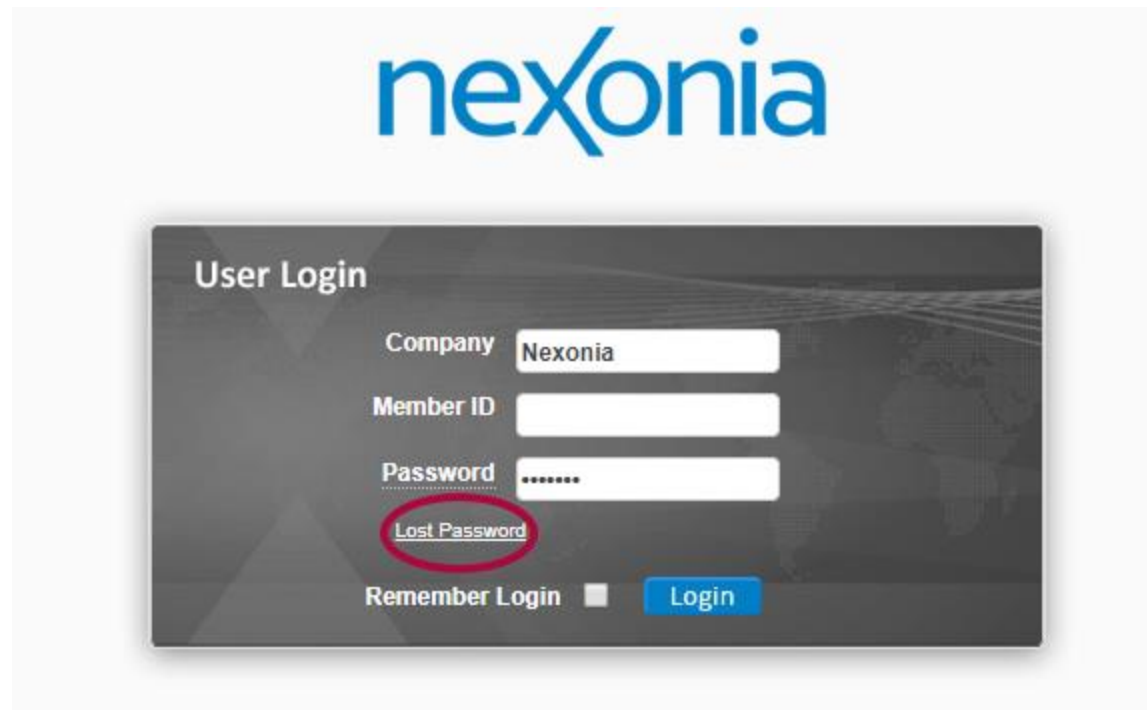 nexonia
User Login
Company Nexonia
Member ID
Password •••••••
Lost Password
Remember Login Login